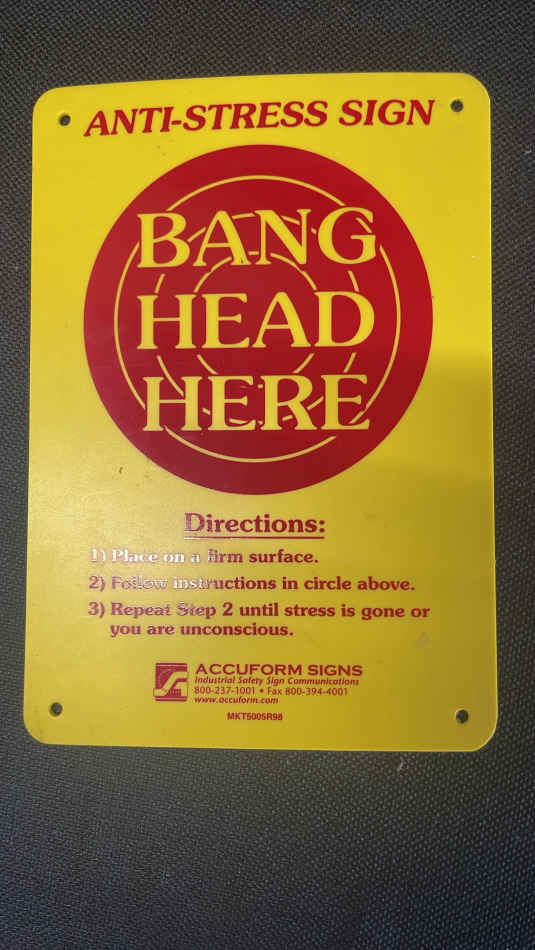 ANTI-STRESS SIGN
BANG
HEAD
HERE
Directions:
1) Place on a firm surface.
2) Follow instructions in circle above.
3) Repeat Step 2 until stress is gone or
you are unconscious.
ACCUFORM SIGNS
Industrial Safety Sign Communications
800-237-1001 • Fax 800-394-4001
www.accuform.com
MKT5005R98